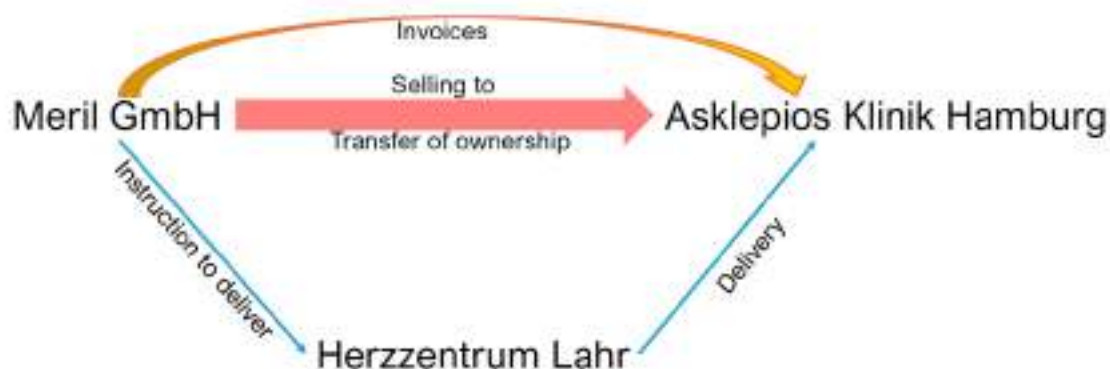 Invoices
Selling to
Meril GmbH
Asklepios Klinik Hamburg
Transfer of ownership
Instruction to deliver
Delivery
Herzzentrum Lahr